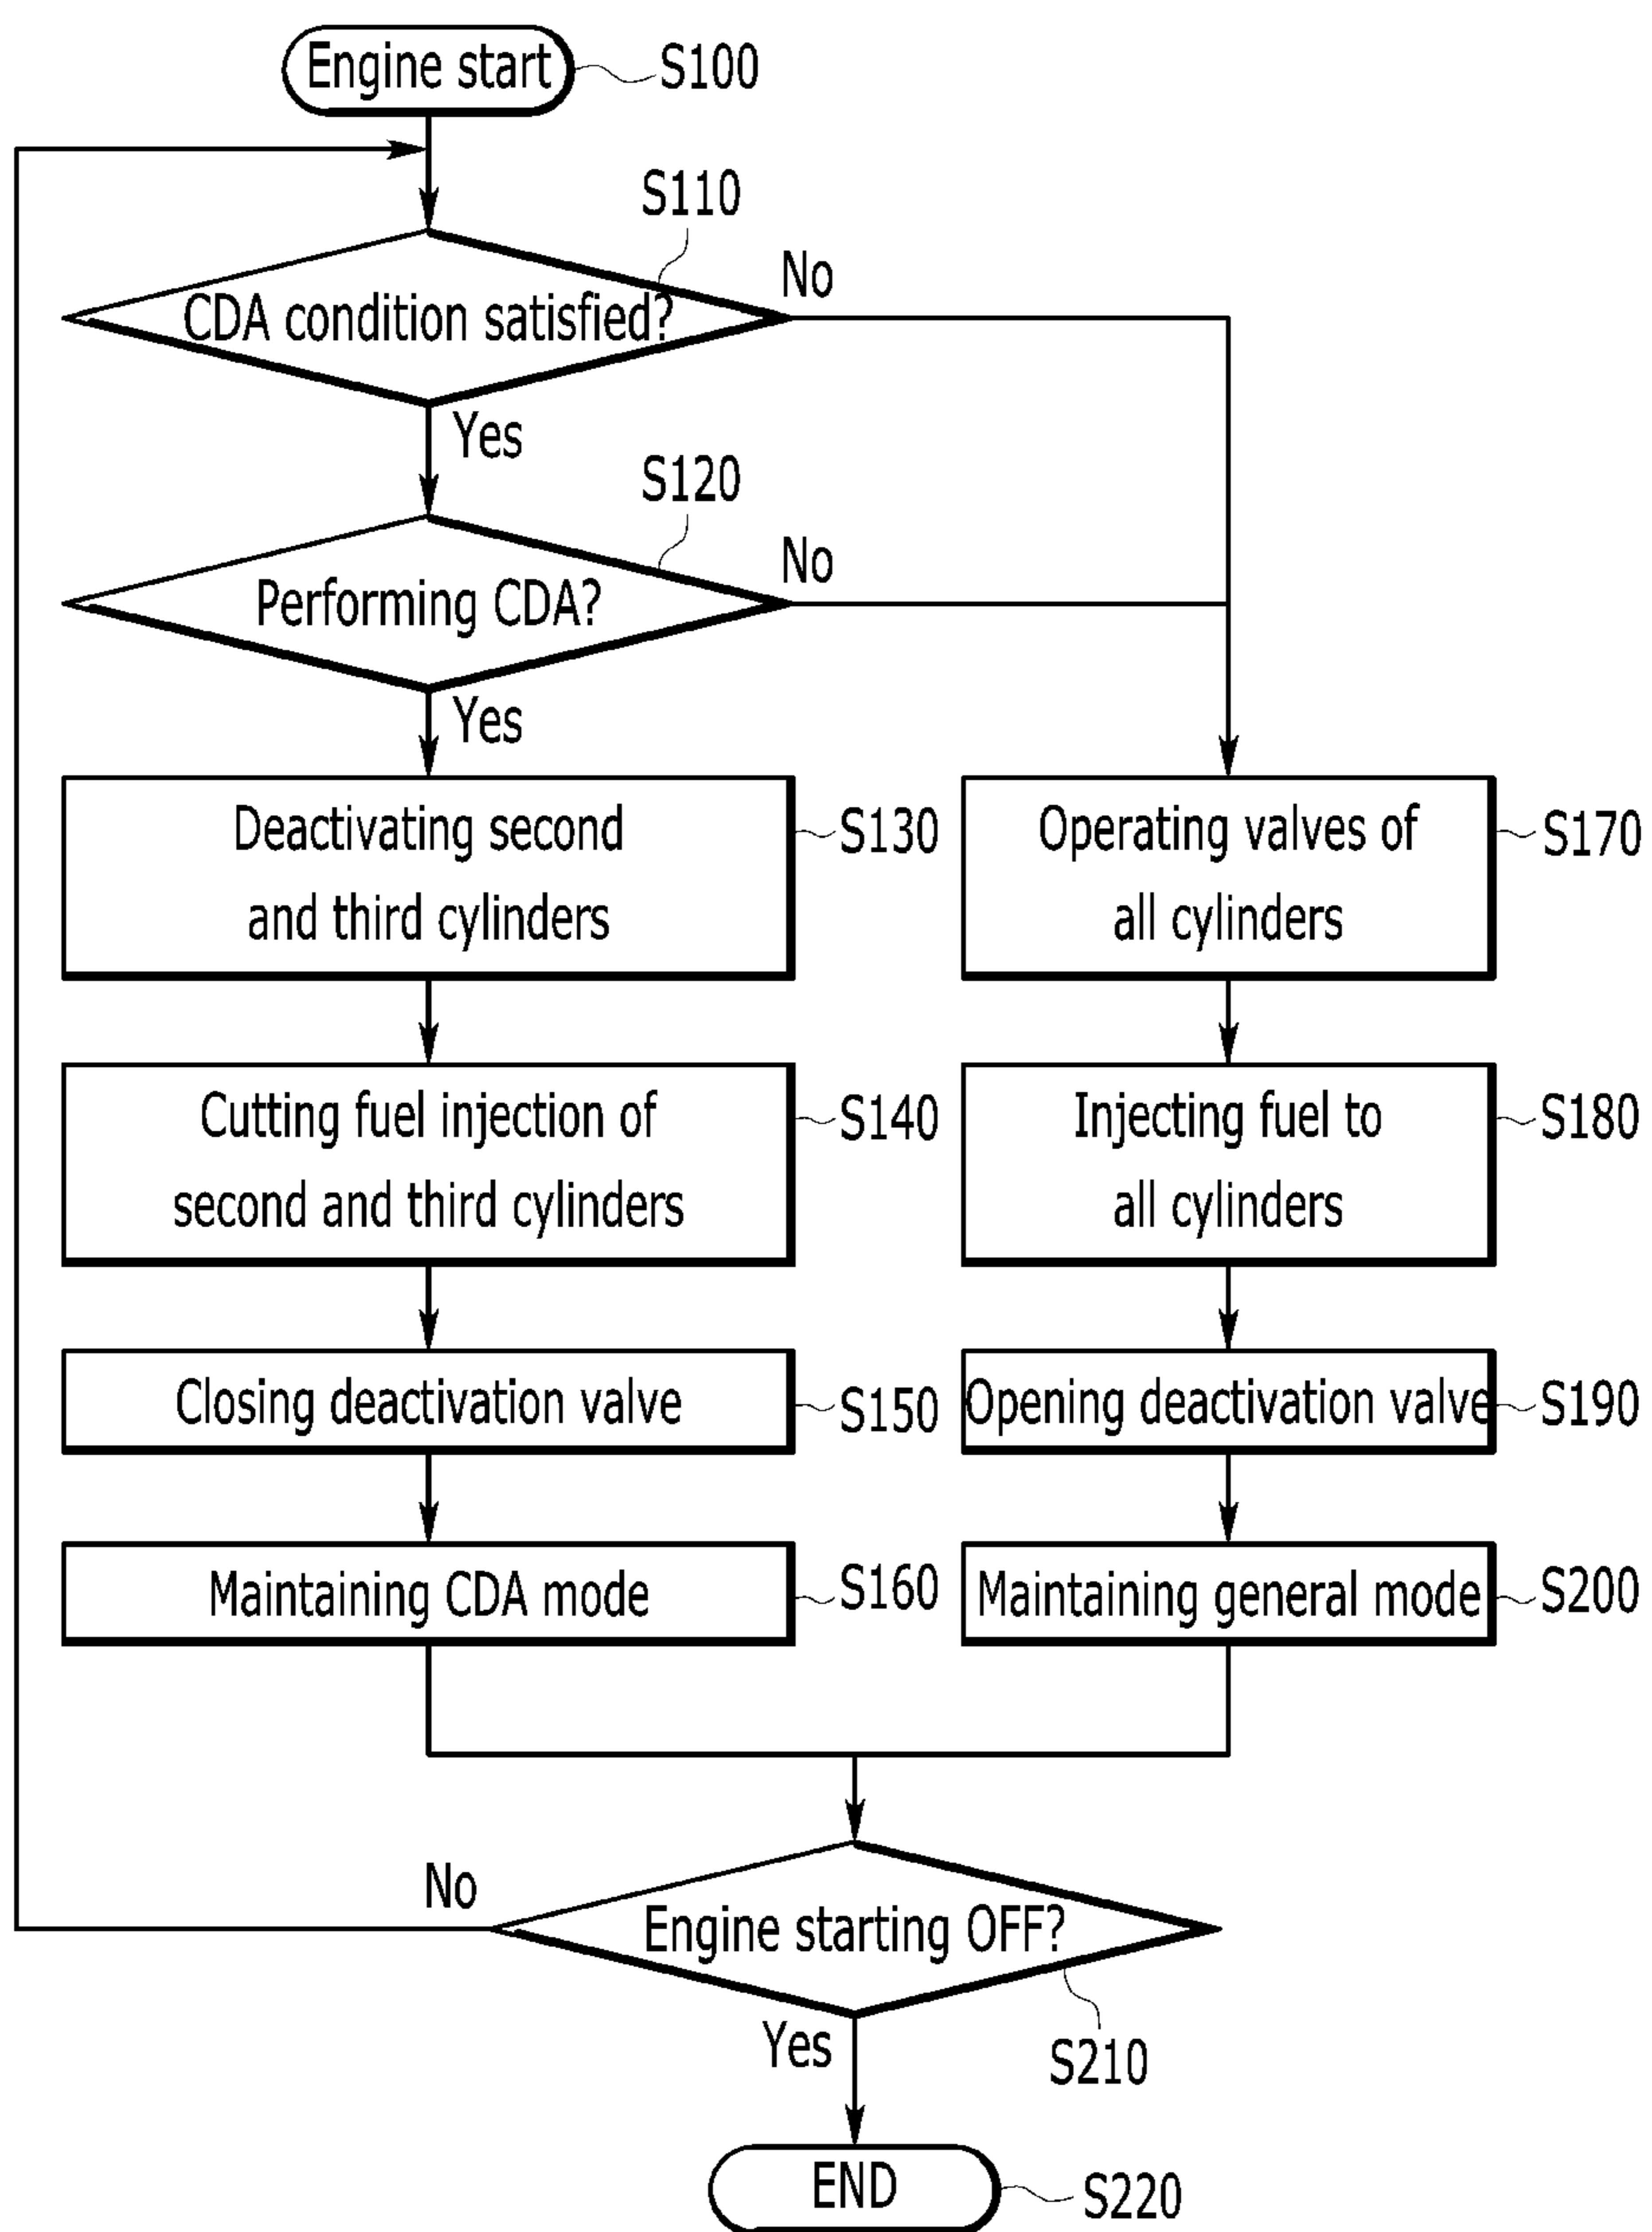 Engine start
S100
S110
No
CDA condition satisfied?
Yes
S120
No
Performing CDA?
Yes
Deactivating second
and third cylinders
S130
Operating valves of
all cylinders
S170
Cutting fuel injection of
second and third cylinders
S140
Injecting fuel to
all cylinders
S180
Closing deactivation valve
S150
Opening deactivation valve
S190
Maintaining CDA mode
S160
Maintaining general mode
S200
No
Engine starting OFF?
Yes
S210
END
S220